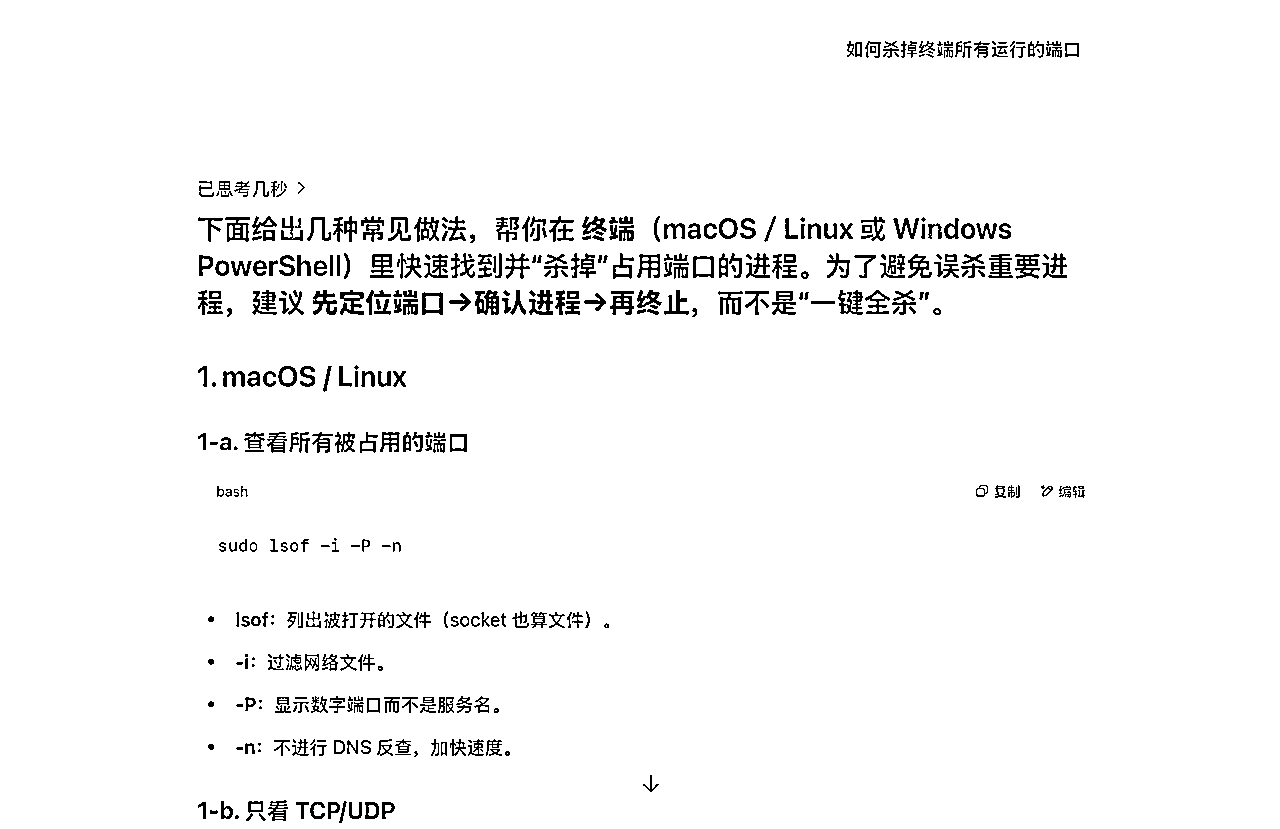 如何杀掉终端所有运行的端口
已思考几秒 >
下面给出几种常见做法，帮你在 终端（macOS / Linux 或 Windows
PowerShell）里快速找到并“杀掉”占用端口的进程。为了避免误杀重要进
程，建议 先定位端口→确认进程→再终止，而不是“一键全杀”。
1. macOS / Linux
1-a. 查看所有被占用的端口
bash 复制 编辑
sudo lsof -i -P -n
• lsof：列出被打开的文件（socket 也算文件）。
• -i：过滤网络文件。
• -P：显示数字端口而不是服务名。
• -n：不进行 DNS 反查，加快速度。
1-b. 只看 TCP/UDP